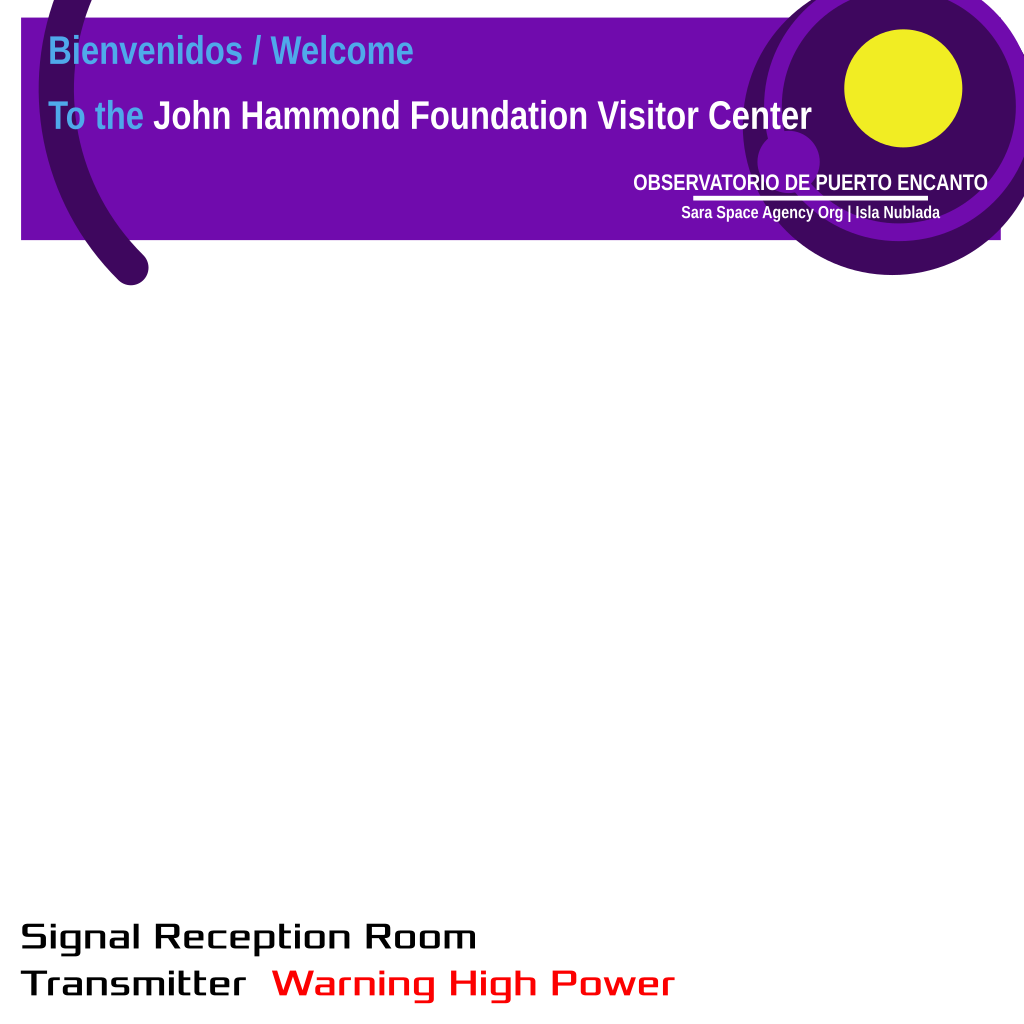 Bienvenidos / Welcome
To the John Hammond Foundation Visitor Center
OBSERVATORIO DE PUERTO ENCANTO
Sara Space Agency Org | Isla Nublada
Signal Reception Room
Transmitter Warning High Power